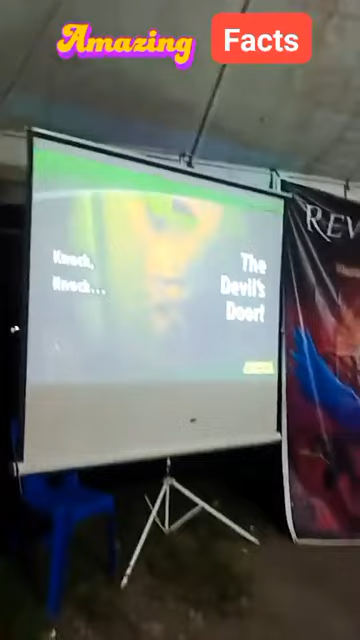 Amazing Facts
Knock,
Knock...
The
Devil's
Door!
REV